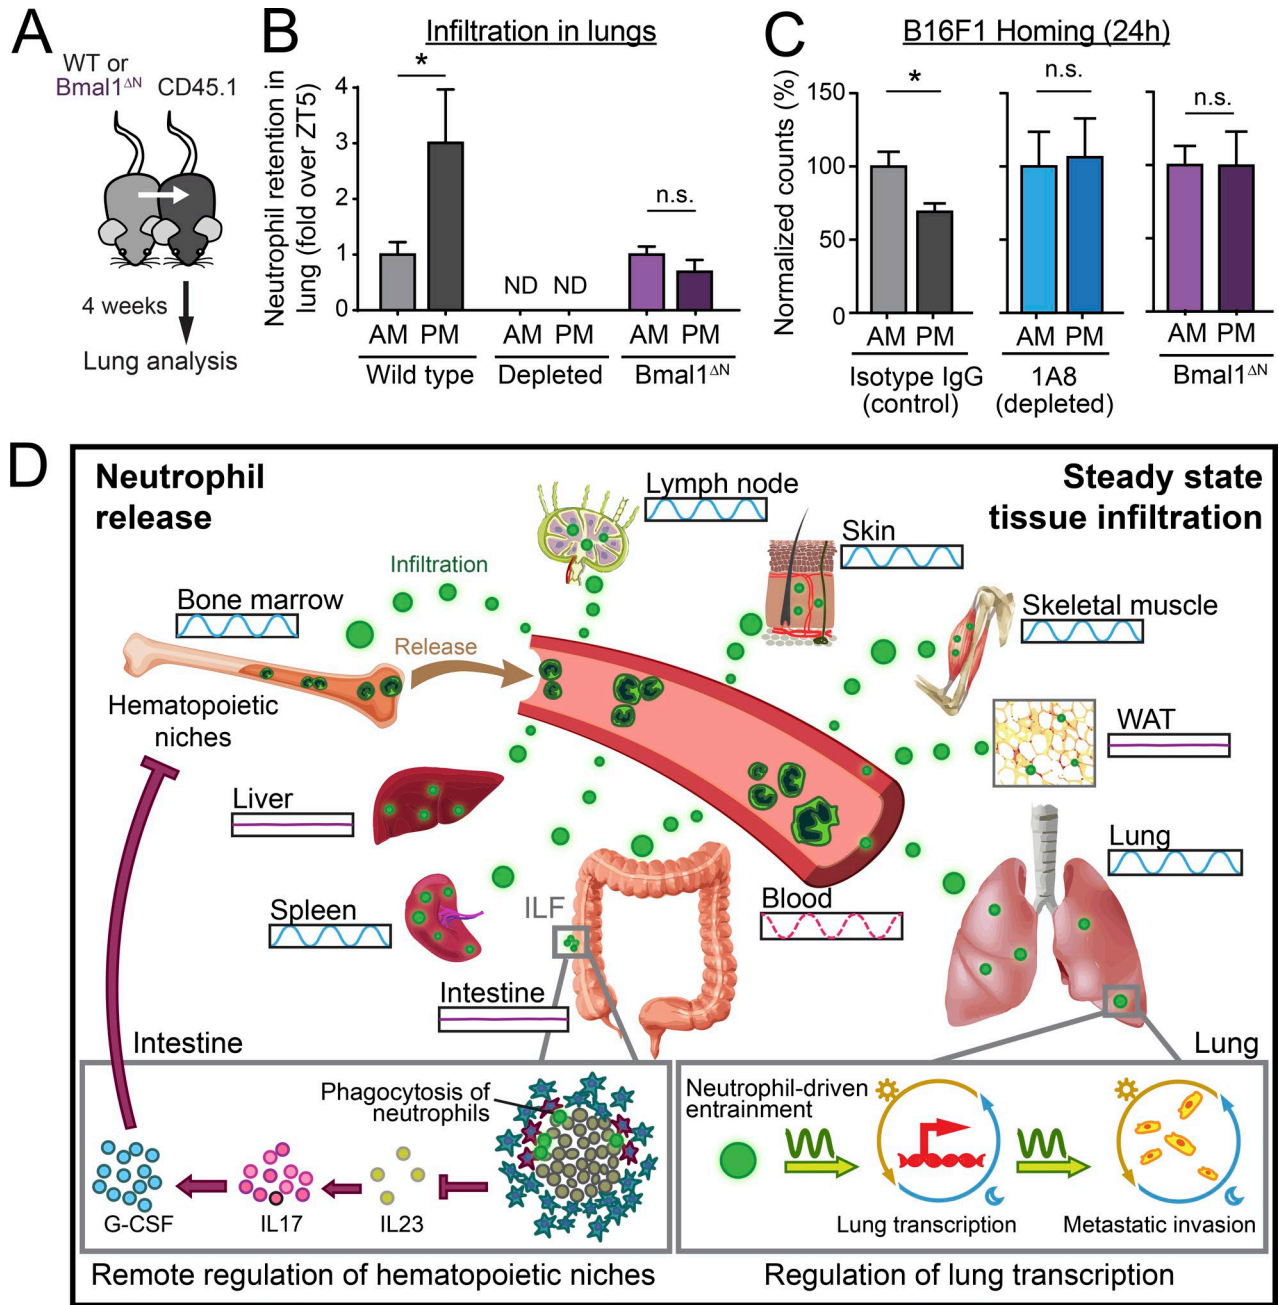 A
WT or
Bmal1ΔN CD45.1
4 weeks
Lung analysis
B
Infiltration in lungs
Neutrophil retention in
lung (fold over ZT5)
4
3
2
1
0
*
ND ND
n.s.
AM PM AM PM AM PM
Wild type Depleted Bmal1ΔN
C
B16F1 Homing (24h)
Normalized counts (%)
150
100
50
0
*
n.s.
n.s.
AM PM AM PM AM PM
Isotype IgG
(control)
1A8
(depleted)
Bmal1ΔN
D
Neutrophil
release
Steady state
tissue infiltration
Lymph node
Skin
Infiltration
Bone marrow
Skeletal muscle
Release
Hematopoietic
niches
WAT
Liver
Lung
Spleen
ILF
Blood
Intestine
Intestine
Phagocytosis of
neutrophils
G-CSF
IL17
IL23
Remote regulation of hematopoietic niches
Lung
Neutrophil-driven
entrainment
Lung transcription
Metastatic invasion
Regulation of lung transcription